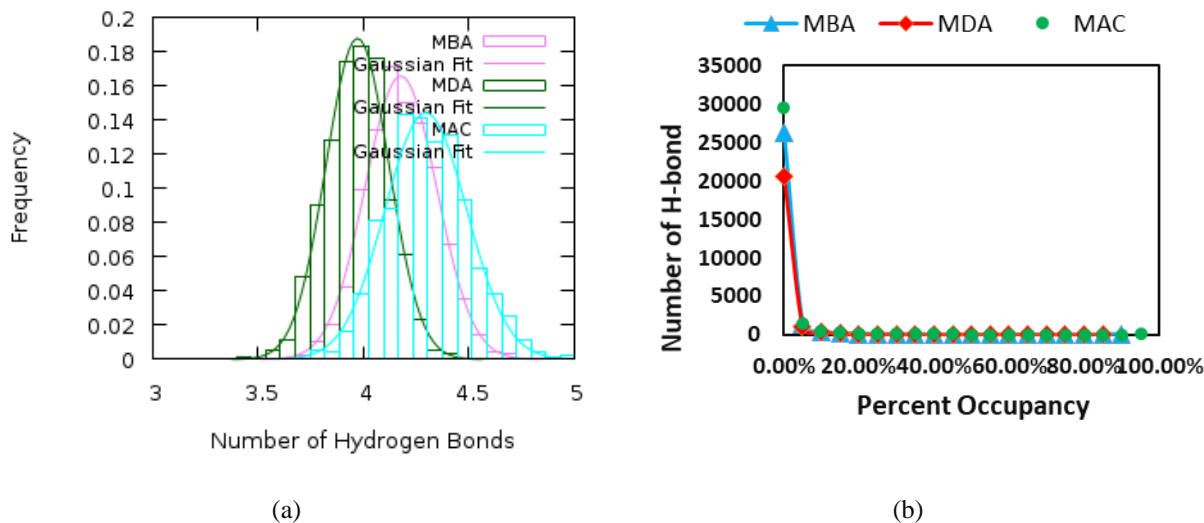 0.2
0.18
0.16
0.14
0.12
0.1
0.08
0.06
0.04
0.02
0
Frequency
3
3.5
4
4.5
5
Number of Hydrogen Bonds
MBA
Gaussian Fit
MDA
Gaussian Fit
MAC
Gaussian Fit
(a)
MBA MDA MAC
35000
30000
25000
20000
15000
10000
5000
0
Number of H-bond
0.00% 20.00% 40.00% 60.00% 80.00% 100.00%
Percent Occupancy
(b)